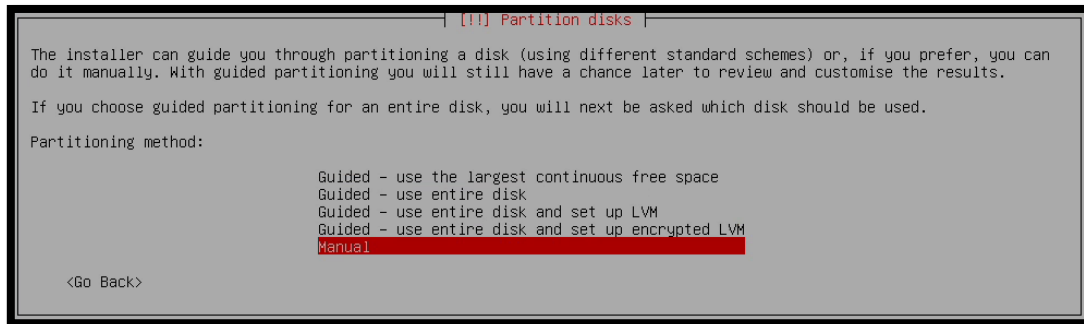 [!!] Partition disks
The installer can guide you through partitioning a disk (using different standard schemes) or, if you prefer, you can
do it manually. With guided partitioning you will still have a chance later to review and customise the results.
If you choose guided partitioning for an entire disk, you will next be asked which disk should be used.
Partitioning method:
Guided - use the largest continuous free space
Guided - use entire disk
Guided - use entire disk and set up LVM
Guided - use entire disk and set up encrypted LVM
Manual
<Go Back>